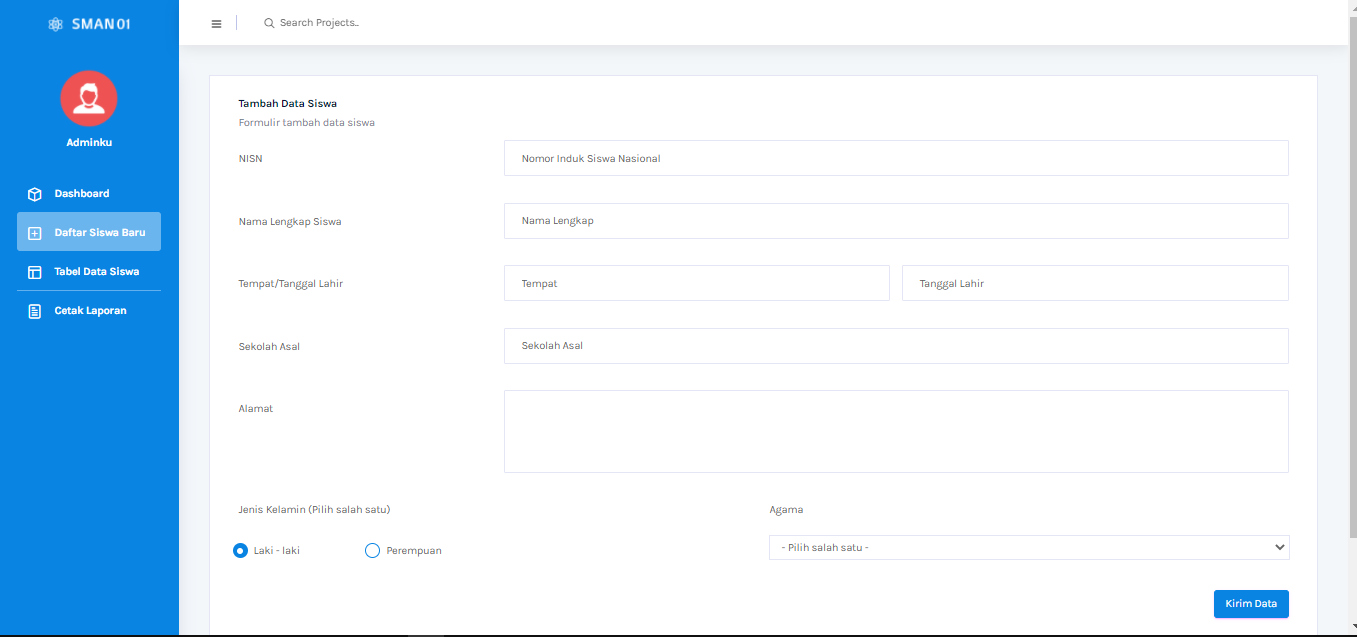 SMAN 01
Search Projects..
Adminku
Dashboard
Daftar Siswa Baru
Tabel Data Siswa
Cetak Laporan
Tambah Data Siswa
Formulir tambah data siswa
NISN
Nomor Induk Siswa Nasional
Nama Lengkap Siswa
Nama Lengkap
Tempat/Tanggal Lahir
Tempat
Tanggal Lahir
Sekolah Asal
Sekolah Asal
Alamat
Jenis Kelamin (Pilih salah satu)
Agama
Laki - laki
Perempuan
- Pilih salah satu -
Kirim Data